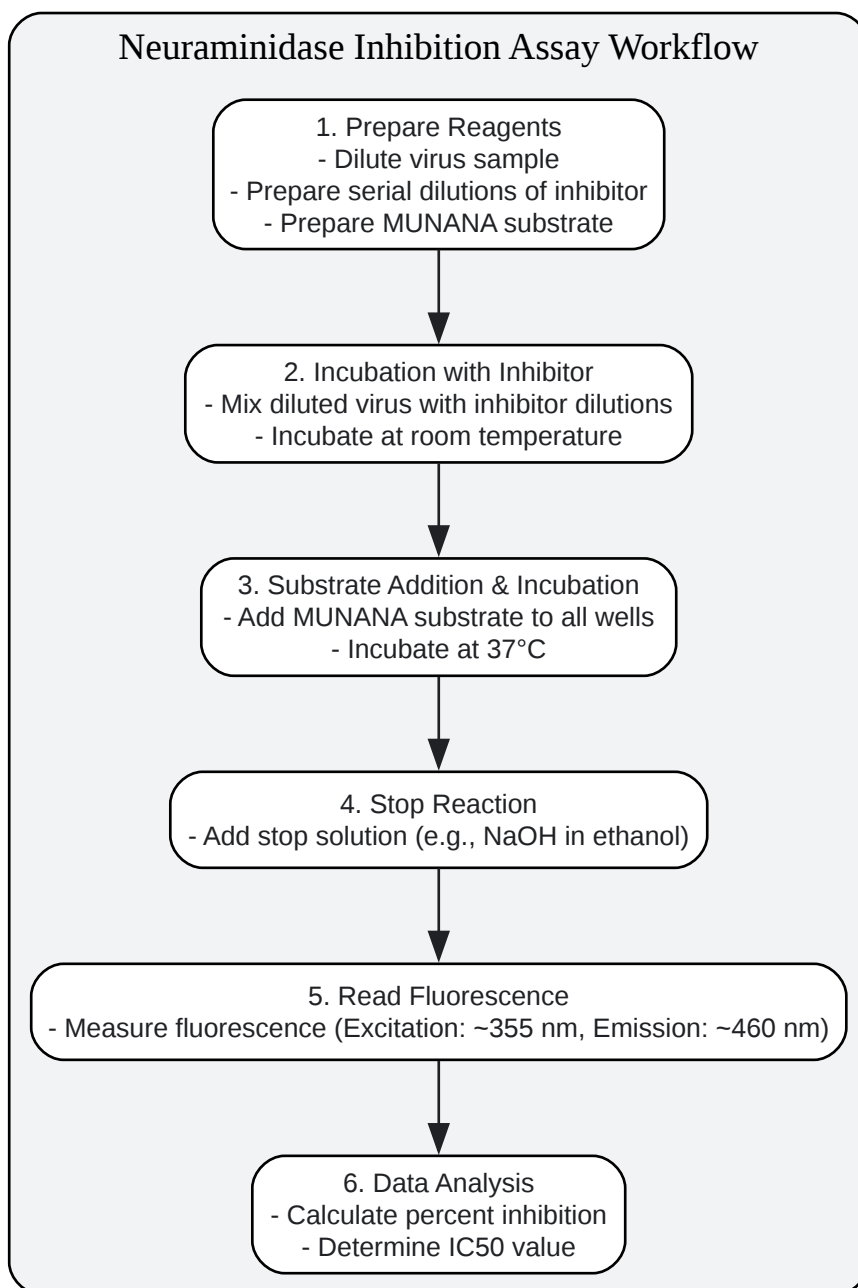 Neuraminidase Inhibition Assay Workflow
1. Prepare Reagents
- Dilute virus sample
- Prepare serial dilutions of inhibitor
- Prepare MUNANA substrate
2. Incubation with Inhibitor
- Mix diluted virus with inhibitor dilutions
- Incubate at room temperature
3. Substrate Addition & Incubation
- Add MUNANA substrate to all wells
- Incubate at 37°C
4. Stop Reaction
- Add stop solution (e.g., NaOH in ethanol)
5. Read Fluorescence
- Measure fluorescence (Excitation: ~355 nm, Emission: ~460 nm)
6. Data Analysis
- Calculate percent inhibition
- Determine IC50 value